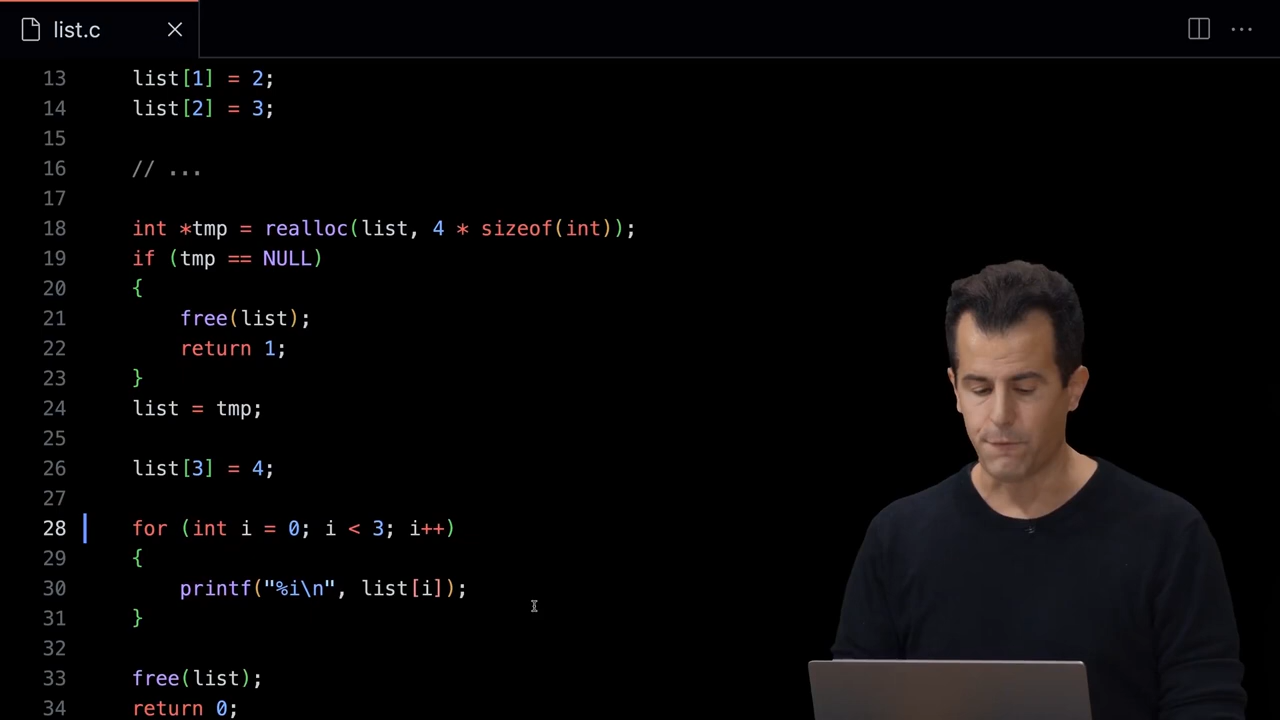 list.c
13 list[1] = 2;
14 list[2] = 3;
15
16 // ...
17
18 int *tmp = realloc(list, 4 * sizeof(int));
19 if (tmp == NULL)
20 {
21 free(list);
22 return 1;
23 }
24 list = tmp;
25
26 list[3] = 4;
27
28 for (int i = 0; i < 3; i++)
29 {
30 printf("%i\n", list[i]);
31 }
32
33 free(list);
34 return 0;